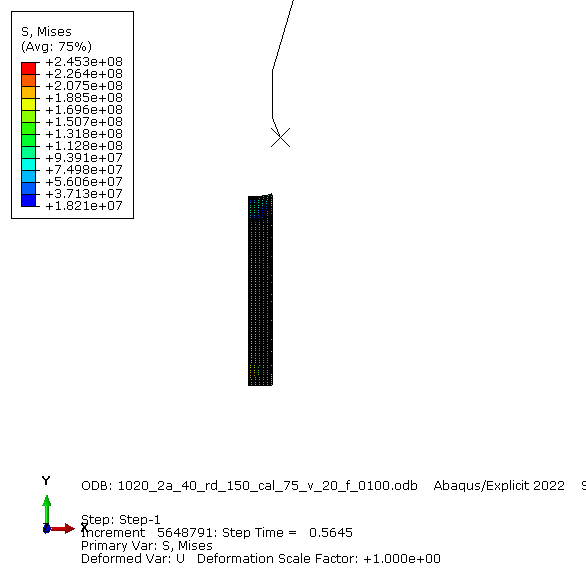 S, Mises
(Avg: 75%)
+2.453e+08
+2.264e+08
+2.075e+08
+1.885e+08
+1.696e+08
+1.507e+08
+1.318e+08
+1.128e+08
+9.391e+07
+7.498e+07
+5.606e+07
+3.713e+07
+1.821e+07
Y
X
ODB: 1020_2a_40_rd_150_cal_75_v_20_f_0100.odb Abaqus/Explicit 2022
Step: Step-1
Increment 5648791: Step Time = 0.5645
Primary Var: S, Mises
Deformed Var: U Deformation Scale Factor: +1.000e+00